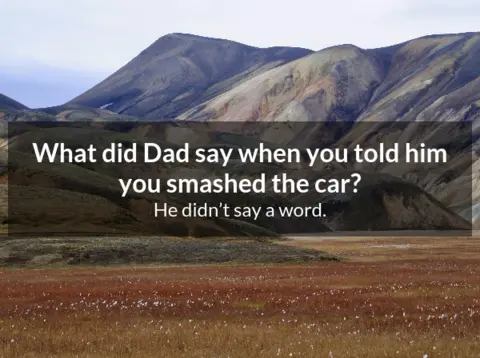 What did Dad say when you told him
you smashed the car?
He didn’t say a word.